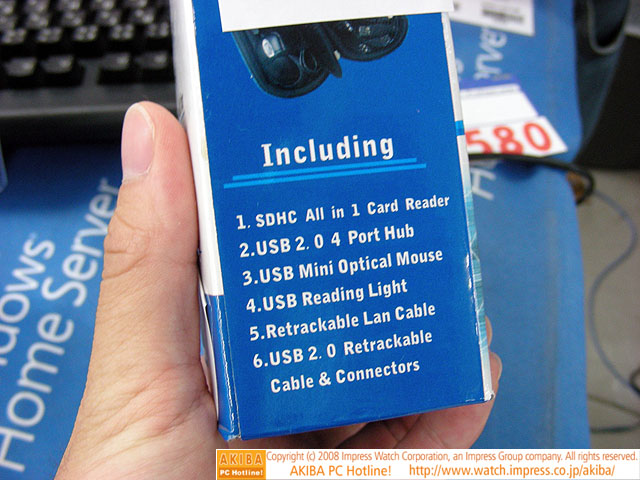 Including
1. SDHC All in 1 Card Reader
2.USB 2.0 4 Port Hub
3.USB Mini Optical Mouse
4.USB Reading Light
5.Retrackable Lan Cable
6.USB 2.0 Retrackable
Cable & Connectors
580
Home Server
AKIBA
PC Hotline!
Copyright (c) 2008 Impress Watch Corporation, an Impress Group company. All rights reserved.
AKIBA PC Hotline! http://www.watch.impress.co.jp/akiba/